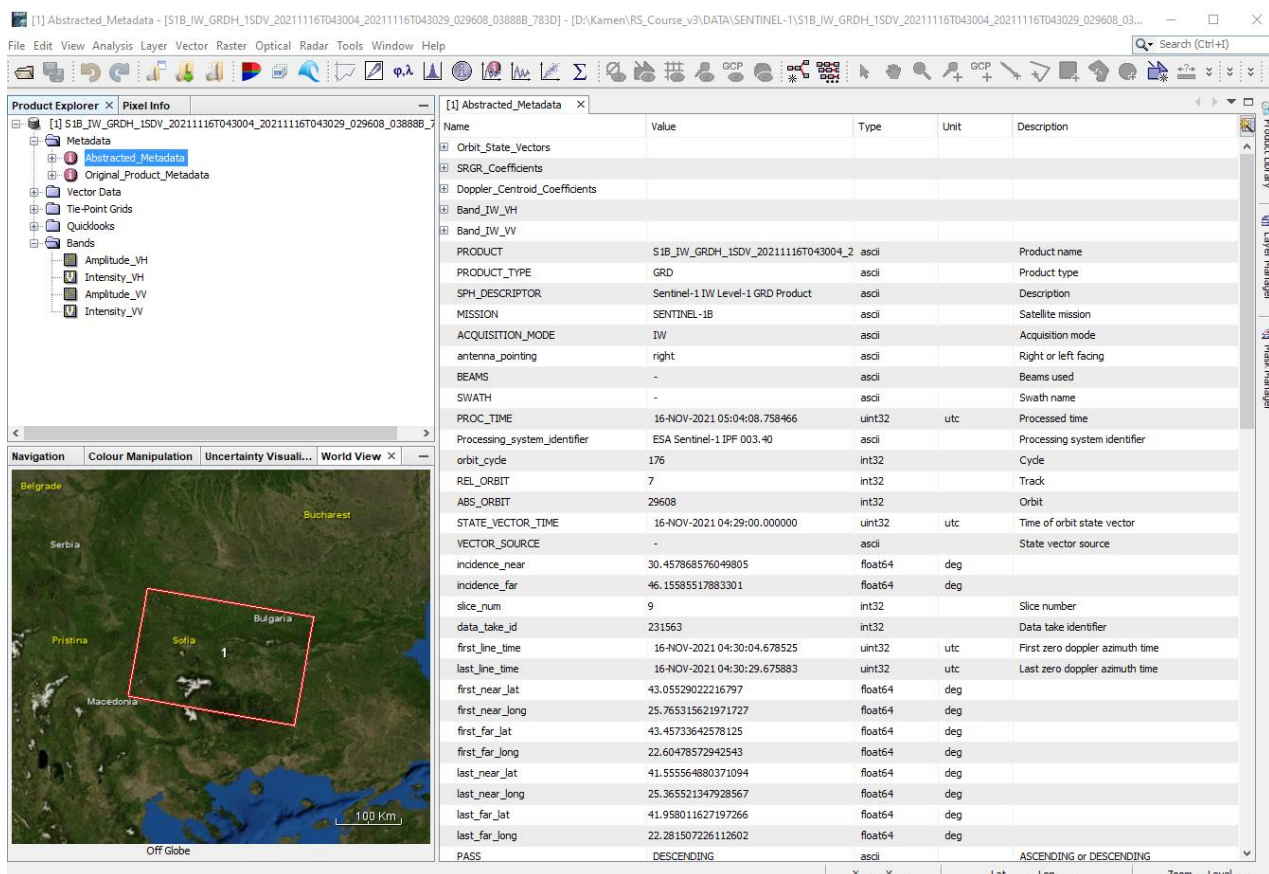 [1] Abstracted_Metadata - [S1B_IW_GRDH_1SDV_20211116T043004_20211116T043029_029608_03888B_783D] - [D:\Kamen\RS_Course_v3\DATA\SENTINEL-1\S1B_IW_GRDH_1SDV_20211116T043004_20211116T043029_029608_03...
File Edit View Analysis Layer Vector Raster Optical Radar Tools Window Help
Search (Ctrl+I)
φ,λ Σ GCP GCP
Product Explorer × Pixel Info
[1] S1B_IW_GRDH_1SDV_20211116T043004_20211116T043029_029608_03888B_7
Metadata
Abstracted_Metadata
Original_Product_Metadata
Vector Data
Tie-Point Grids
Quicklooks
Bands
Amplitude_VH
Intensity_VH
Amplitude_VV
Intensity_VV
Navigation Colour Manipulation Uncertainty Visuali... World View ×
Belgrade
Bucharest
Serbia
Bulgaria
Pristina
Sofia
1
Macedonia
100 Km
Off Globe
[1] Abstracted_Metadata ×
Name Value Type Unit Description
Orbit_State_Vectors
SRGR_Coefficients
Doppler_Centroid_Coefficients
Band_IW_VH
Band_IW_VV
PRODUCT S1B_IW_GRDH_1SDV_20211116T043004_2 ascii Product name
PRODUCT_TYPE GRD ascii Product type
SPH_DESCRIPTOR Sentinel-1 IW Level-1 GRD Product ascii Description
MISSION SENTINEL-1B ascii Satellite mission
ACQUISITION_MODE IW ascii Acquisition mode
antenna_pointing right ascii Right or left facing
BEAMS - ascii Beams used
SWATH - ascii Swath name
PROC_TIME 16-NOV-2021 05:04:08.758466 uint32 utc Processed time
Processing_system_identifier ESA Sentinel-1 IPF 003.40 ascii Processing system identifier
orbit_cycle 176 int32 Cycle
REL_ORBIT 7 int32 Track
ABS_ORBIT 29608 int32 Orbit
STATE_VECTOR_TIME 16-NOV-2021 04:29:00.000000 uint32 utc Time of orbit state vector
VECTOR_SOURCE - ascii State vector source
incidence_near 30.457868576049805 float64 deg
incidence_far 46.15585517883301 float64 deg
slice_num 9 int32 Slice number
data_take_id 231563 int32 Data take identifier
first_line_time 16-NOV-2021 04:30:04.678525 uint32 utc First zero doppler azimuth time
last_line_time 16-NOV-2021 04:30:29.675883 uint32 utc Last zero doppler azimuth time
first_near_lat 43.05529022216797 float64 deg
first_near_long 25.765315621971727 float64 deg
first_far_lat 43.45733642578125 float64 deg
first_far_long 22.60478572942543 float64 deg
last_near_lat 41.555564880371094 float64 deg
last_near_long 25.365521347928567 float64 deg
last_far_lat 41.958011627197266 float64 deg
last_far_long 22.281507226112602 float64 deg
PASS DESCENDING ascii ASCENDING or DESCENDING
Product Library
Layer Manager
Mask Manager
X Y Lat Lon Zoom Level